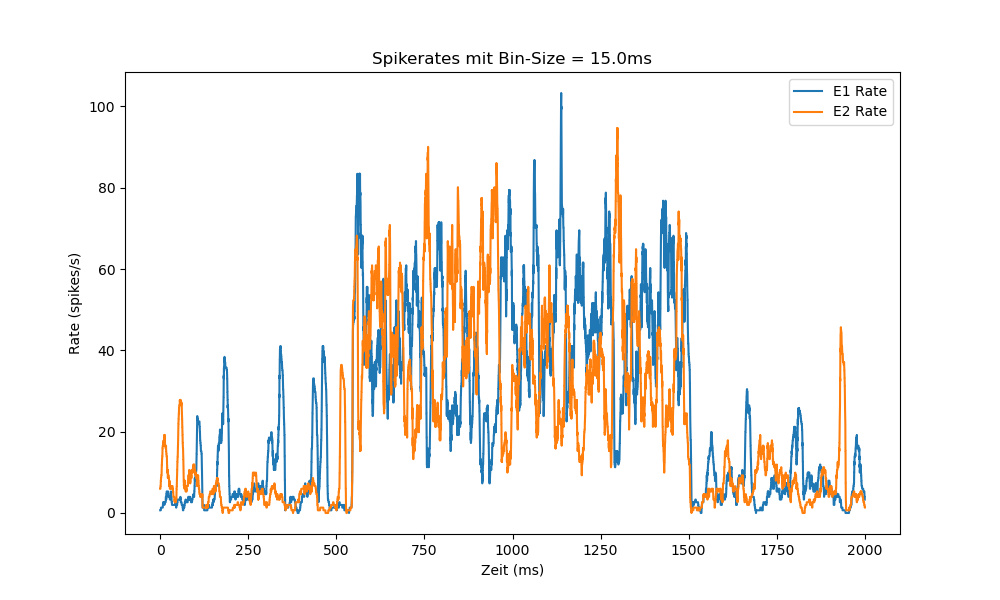 Spikerates mit Bin-Size = 15.0ms
E1 Rate
E2 Rate
100
80
60
40
20
0
Rate (spikes/s)
0 250 500 750 1000 1250 1500 1750 2000
Zeit (ms)